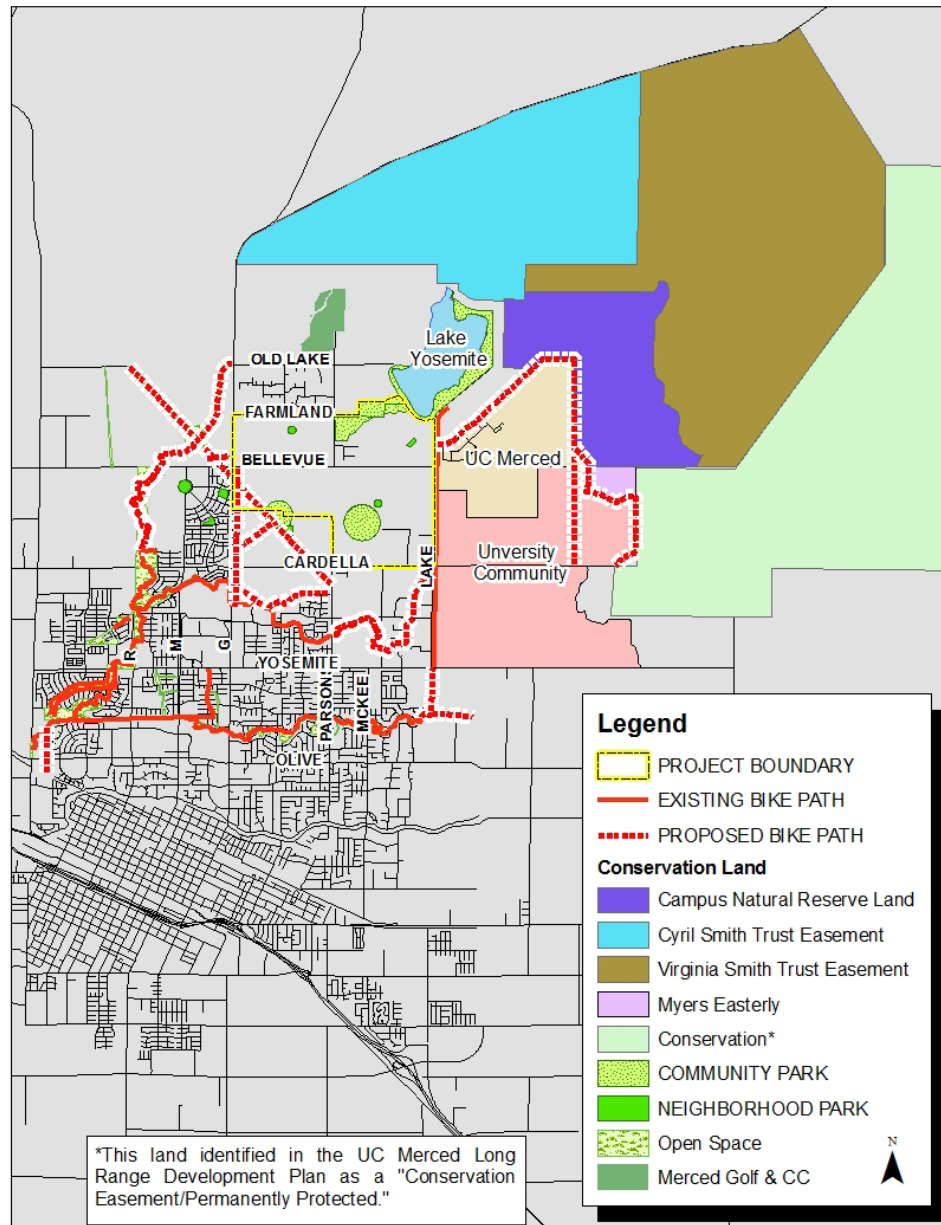 Lake
Yosemite
OLD LAKE
FARMLAND
BELLEVUE
UC Merced
CARDELLA
LAKE
Unversity
Community
R
M
G
YOSEMITE
PARSONS
MCKEE
OLIVE
Legend
PROJECT BOUNDARY
EXISTING BIKE PATH
PROPOSED BIKE PATH
Conservation Land
Campus Natural Reserve Land
Cyril Smith Trust Easement
Virginia Smith Trust Easement
Myers Easterly
Conservation*
COMMUNITY PARK
NEIGHBORHOOD PARK
Open Space
Merced Golf & CC
N
*This land identified in the UC Merced Long
Range Development Plan as a "Conservation
Easement/Permanently Protected."